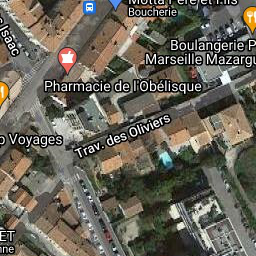 Isaac
Motta Père et Fils
Boucherie
Boulangerie P
Marseille Mazargu
Pharmacie de l'Obélisque
Voyages
Trav. des Oliviers